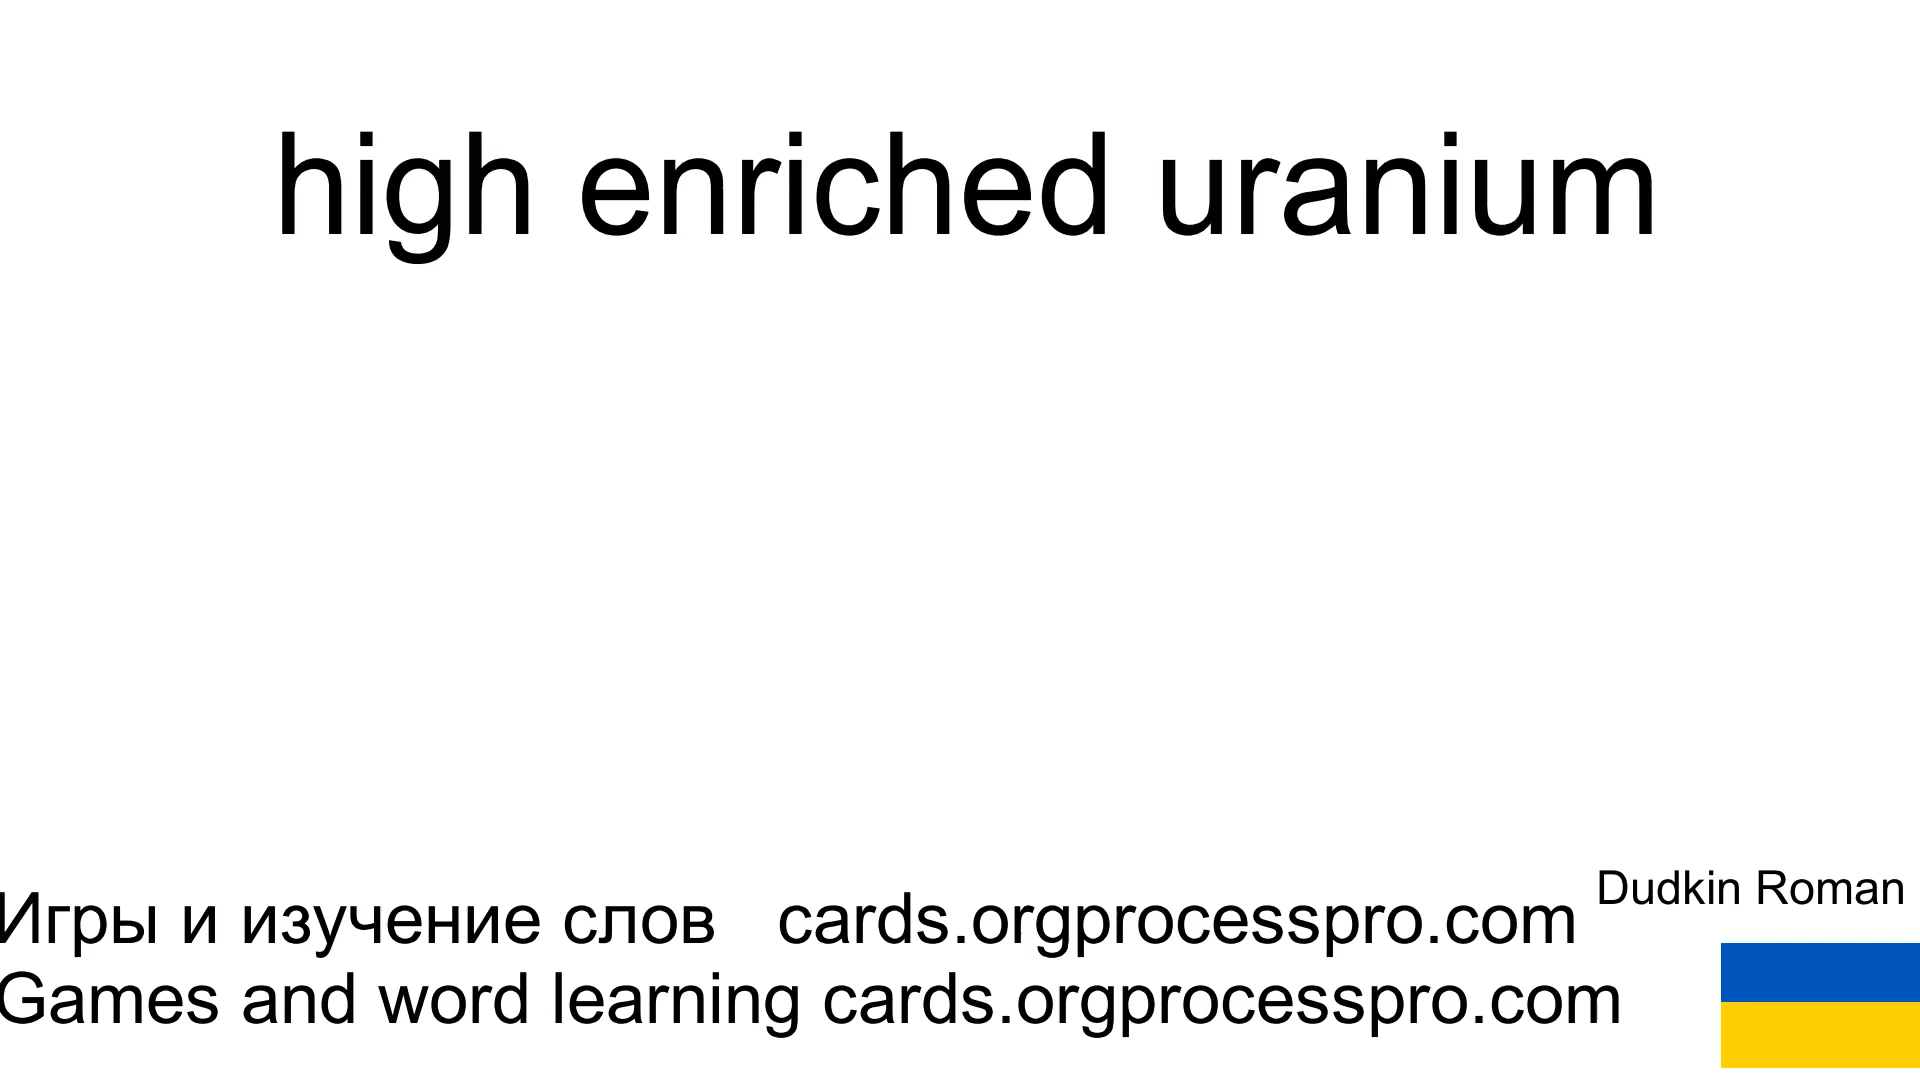 high enriched uranium
Dudkin Roman
Игры и изучение слов cards.orgprocesspro.com
Games and word learning cards.orgprocesspro.com